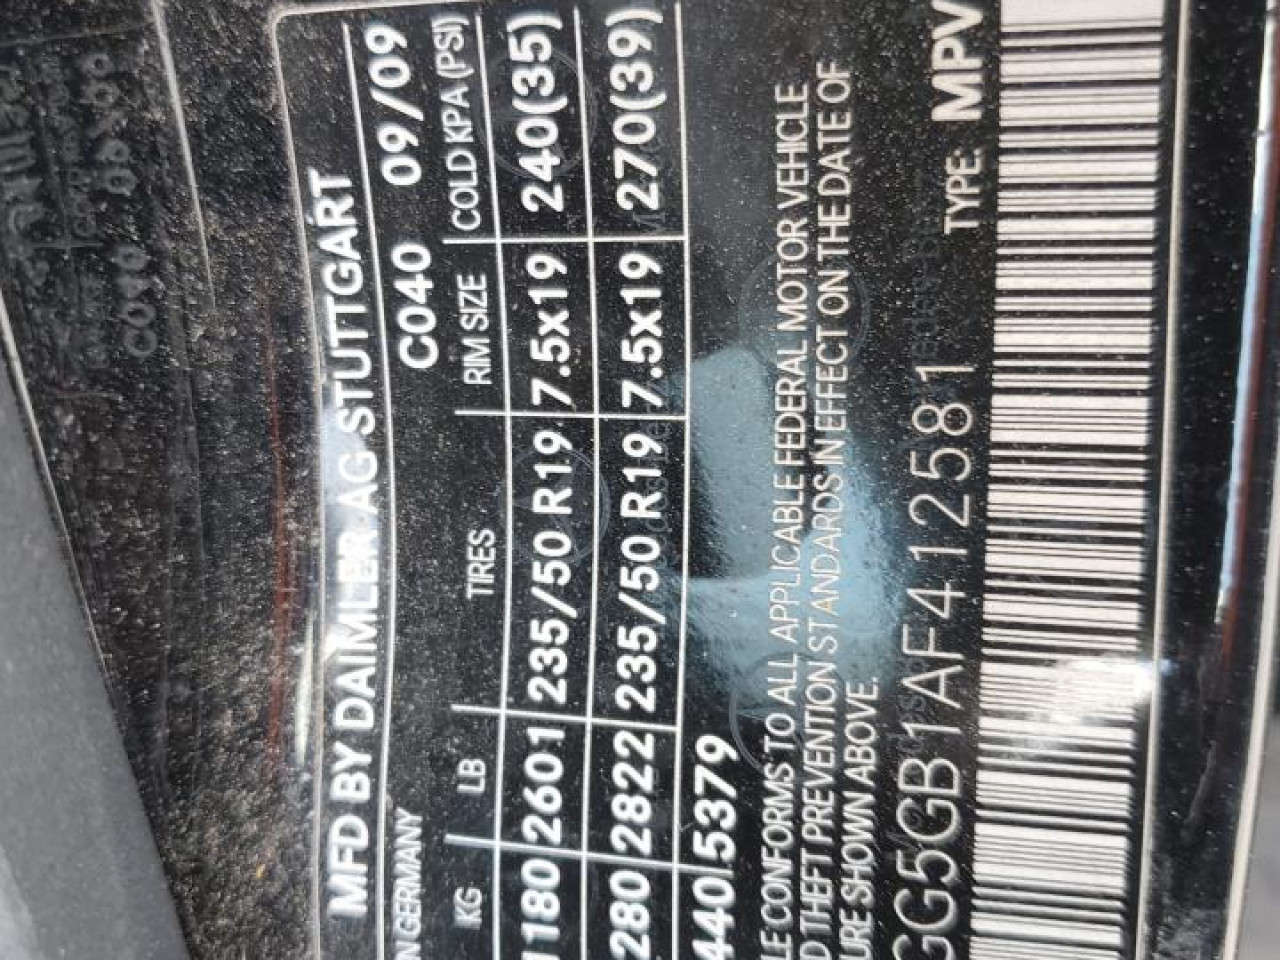 MFD BY DAIMLER AG STUTTGART
IN GERMANY C040 09/09
KG LB TIRES RIM SIZE COLD KPA (PSI)
1180 2601 235/50 R19 7.5x19 240(35)
280 2822 235/50 R19 7.5x19 270(39)
440 5379
LE CONFORMS TO ALL APPLICABLE FEDERAL MOTOR VEHICLE
D THEFT PREVENTION STANDARDS IN EFFECT ON THE DATE OF
URE SHOWN ABOVE.
GG5GB1AF412581 TYPE: MPV